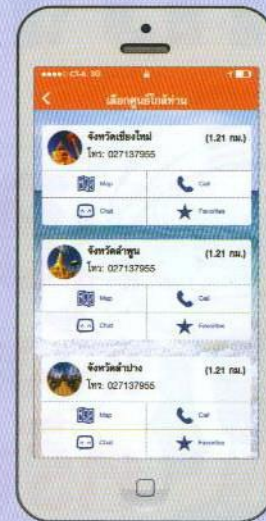 3G
เลือกศูนย์ใกล้ท่าน
จังหวัดเชียงใหม่ (1.21 กม.)
โทร: 027137955
Map Call
Chat Favorites
จังหวัดลำพูน (1.21 กม.)
โทร: 027137955
Map Call
Chat Favorites
จังหวัดลำปาง (1.21 กม.)
โทร: 027137955
Map Call
Chat Favorites